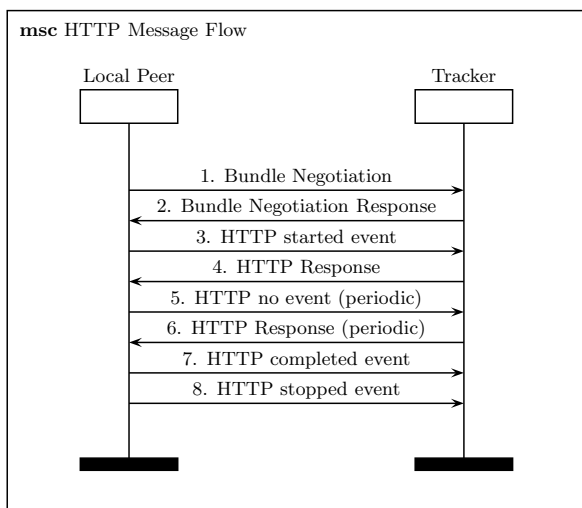 msc HTTP Message Flow
Local Peer
Tracker
1. Bundle Negotiation
2. Bundle Negotiation Response
3. HTTP started event
4. HTTP Response
5. HTTP no event (periodic)
6. HTTP Response (periodic)
7. HTTP completed event
8. HTTP stopped event